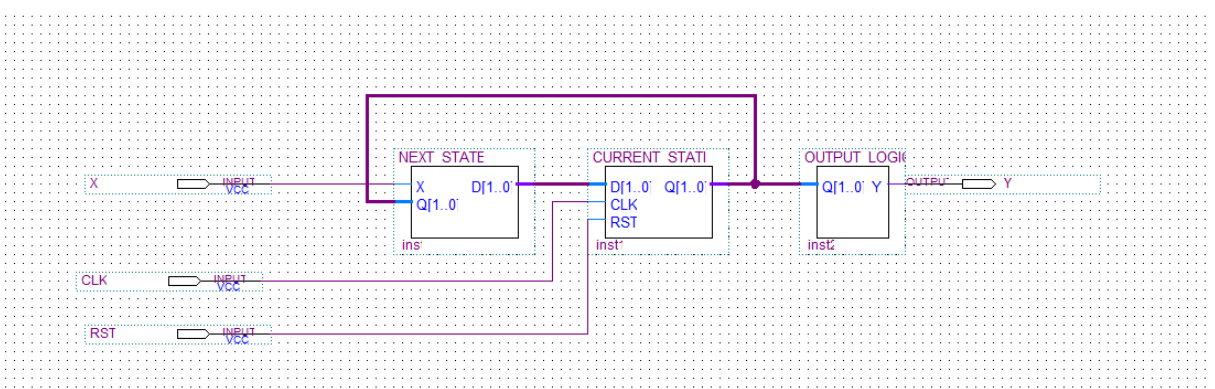 NEXT STATE
CURRENT STATI
OUTPUT LOGIC
X
INPUT
VCC
X
D[1..0]
Q[1..0]
inst
D[1..0]
Q[1..0]
CLK
RST
inst1
Q[1..0]
Y
inst2
OUTPUT
Y
CLK
INPUT
VCC
RST
INPUT
VCC